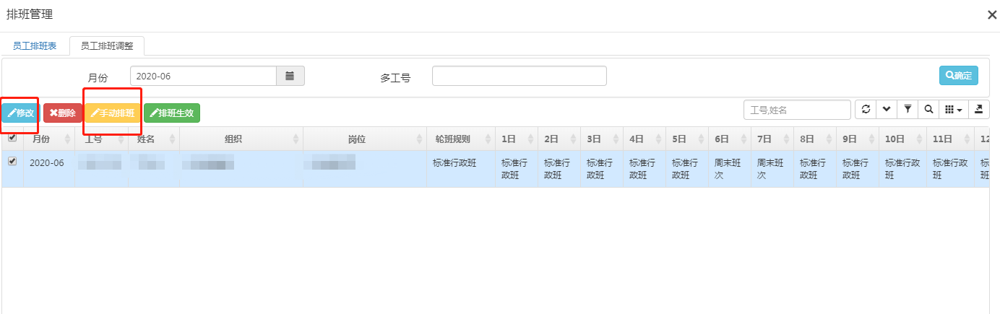 排班管理
员工排班表 员工排班调整
月份 2020-06 多工号 确定
修改 删除 手动排班 排班生效 工号,姓名
月份 工号 姓名 组织 岗位 轮班规则 1日 2日 3日 4日 5日 6日 7日 8日 9日 10日 11日 12
2020-06 标准行政班 标准行 标准行 标准行 标准行 标准行 周末班 周末班 标准行 标准行 标准行政 标准行政 标
政班 政班 政班 政班 政班 次 次 政班 政班 班 班 班